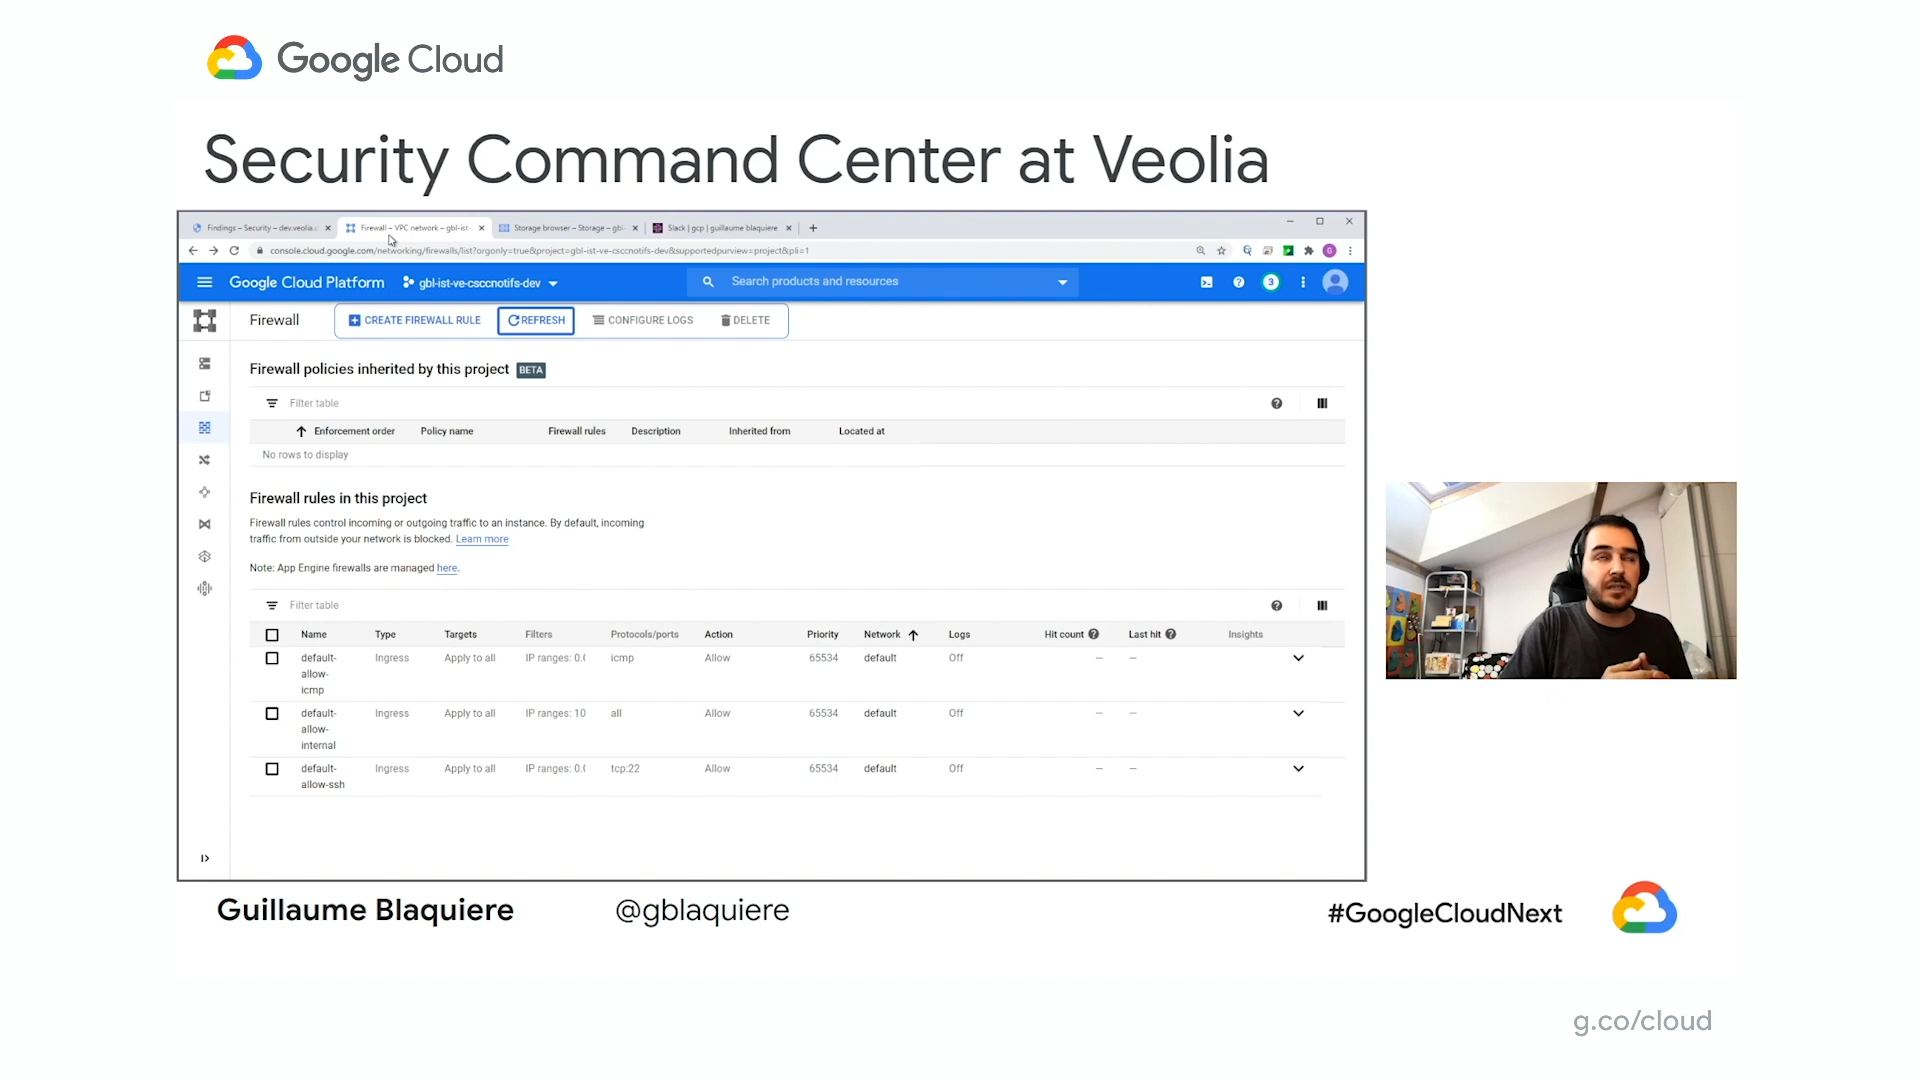 Google Cloud
Security Command Center at Veolia
Findings – Security – dev.veolia.c
Firewall – VPC network – gbl-ist-
Storage browser – Storage – gbl-
Slack | gcp | guillaume blaquiere
console.cloud.google.com/networking/firewalls/list?orgonly=true&project=gbl-ist-ve-csccnotifs-dev&supportedpurview=project&pli=1
Google Cloud Platform
gbl-ist-ve-csccnotifs-dev
Search products and resources
3
G
Firewall
CREATE FIREWALL RULE
REFRESH
CONFIGURE LOGS
DELETE
Firewall policies inherited by this project BETA
Filter table
Enforcement order Policy name Firewall rules Description Inherited from Located at
No rows to display
Firewall rules in this project
Firewall rules control incoming or outgoing traffic to an instance. By default, incoming
traffic from outside your network is blocked. Learn more
Note: App Engine firewalls are managed here.
Filter table
Name Type Targets Filters Protocols/ports Action Priority Network Logs Hit count Last hit Insights
default- Ingress Apply to all IP ranges: 0.( icmp Allow 65534 default Off – –
allow-
icmp
default- Ingress Apply to all IP ranges: 10 all Allow 65534 default Off – –
allow-
internal
default- Ingress Apply to all IP ranges: 0.( tcp:22 Allow 65534 default Off – –
allow-ssh
Guillaume Blaquiere
@gblaquiere
#GoogleCloudNext
g.co/cloud